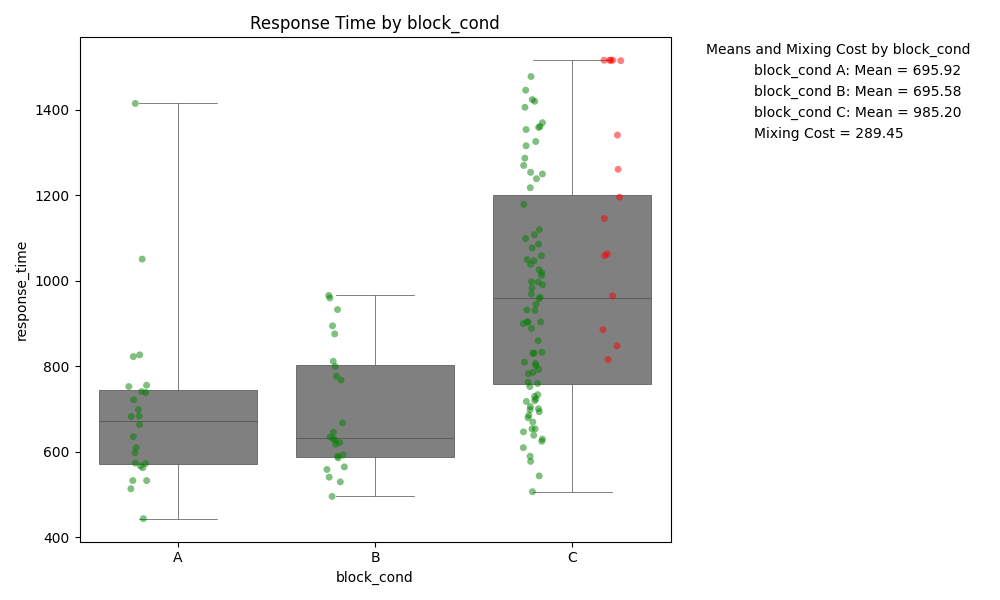 Response Time by block_cond
Means and Mixing Cost by block_cond
block_cond A: Mean = 695.92
block_cond B: Mean = 695.58
block_cond C: Mean = 985.20
Mixing Cost = 289.45
response_time
1400
1200
1000
800
600
400
A
B
C
block_cond